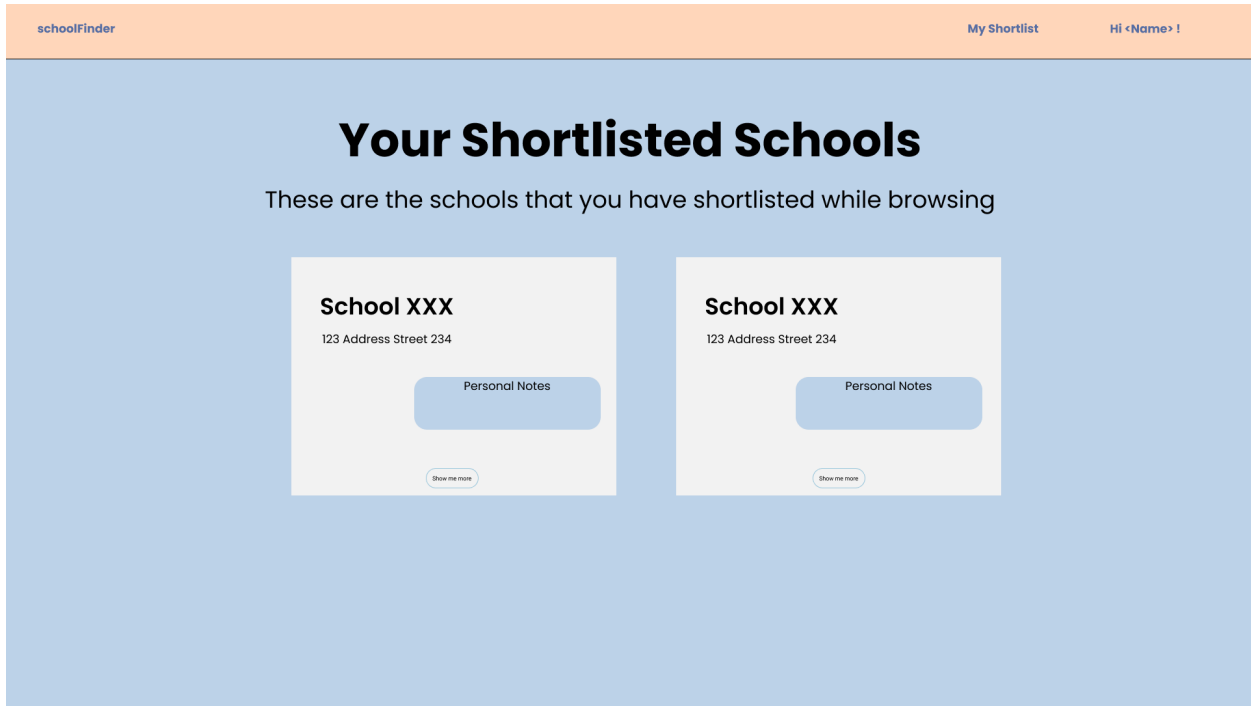 schoolFinder
My Shortlist
Hi <Name> !
Your Shortlisted Schools
These are the schools that you have shortlisted while browsing
School XXX
123 Address Street 234
Personal Notes
Show me more
School XXX
123 Address Street 234
Personal Notes
Show me more